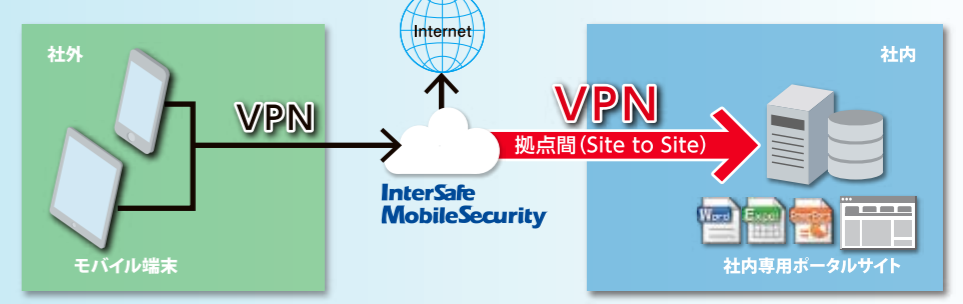 社外
VPN
モバイル端末
Internet
InterSafe
MobileSecurity
VPN
拠点間(Site to Site)
社内
Word
Excel
PowerPoint
社内専用ポータルサイト